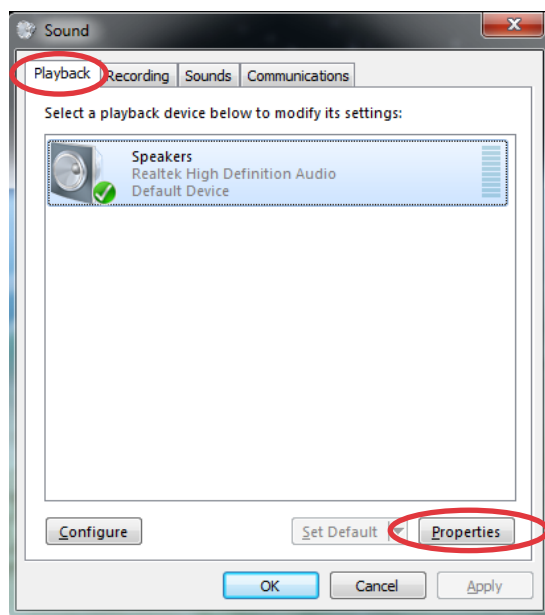 Sound
Playback Recording Sounds Communications
Select a playback device below to modify its settings:
Speakers
Realtek High Definition Audio
Default Device
Configure Set Default Properties
OK Cancel Apply